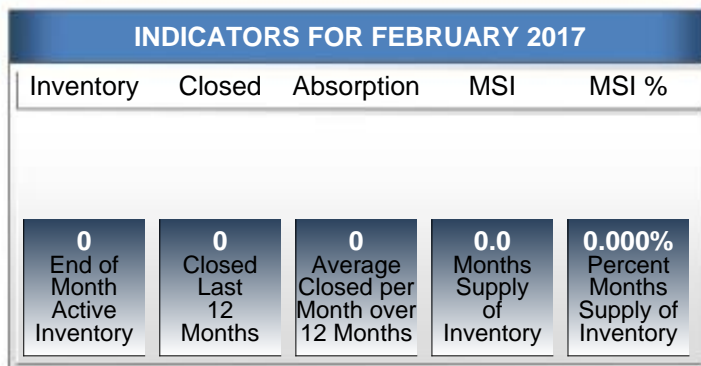 INDICATORS FOR FEBRUARY 2017
Inventory Closed Absorption MSI MSI %
0
End of
Month
Active
Inventory
0
Closed
Last
12
Months
0
Average
Closed per
Month over
12 Months
0.0
Months
Supply
of
Inventory
0.000%
Percent
Months
Supply of
Inventory